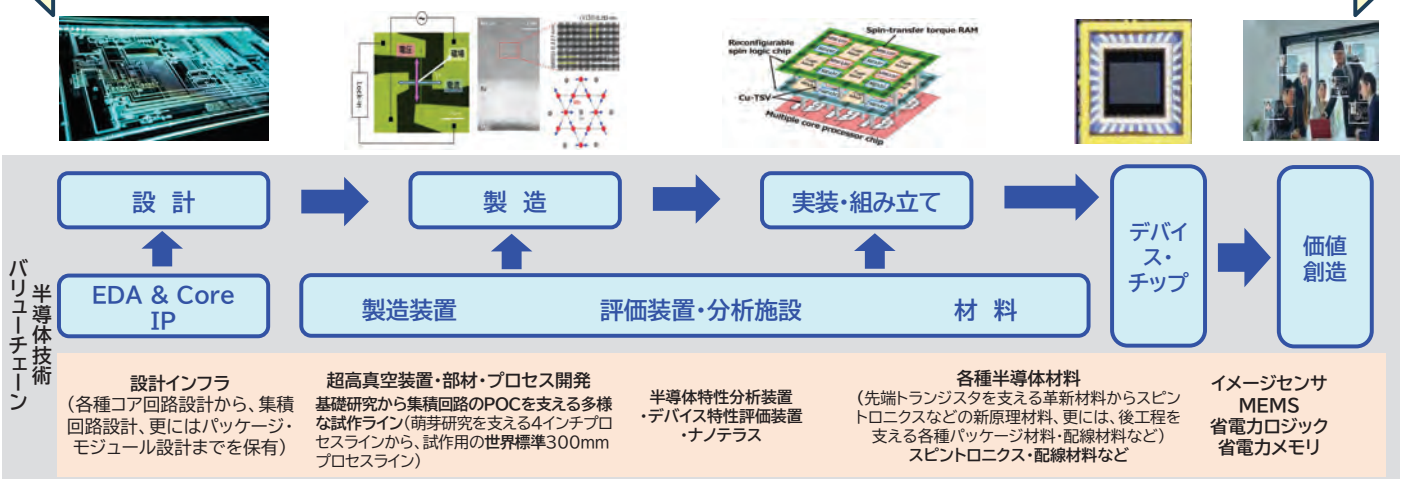 電圧
磁場
電流
Lock-in
Spin-transfer torque RAM
Reconfigurable
spin logic chip
Cu-TSV
Multiple core processor chip
半導体技術
バリューチェーン
設 計
製 造
実装・組み立て
デバイ
ス・
チップ
価値
創造
EDA & Core
IP
製造装置
評価装置・分析施設
材 料
設計インフラ
(各種コア回路設計から、集積
回路設計、更にはパッケージ・
モジュール設計までを保有)
超高真空装置・部材・プロセス開発
基礎研究から集積回路のPOCを支える多様
な試作ライン(萌芽研究を支える4インチプロ
セスラインから、試作用の世界標準300mm
プロセスライン)
半導体特性分析装置
・デバイス特性評価装置
・ナノテラス
各種半導体材料
(先端トランジスタを支える革新材料からスピン
トロニクスなどの新原理材料、更には、後工程を
支える各種パッケージ材料・配線材料など)
スピントロニクス・配線材料など
イメージセンサ
MEMS
省電力ロジック
省電力メモリ